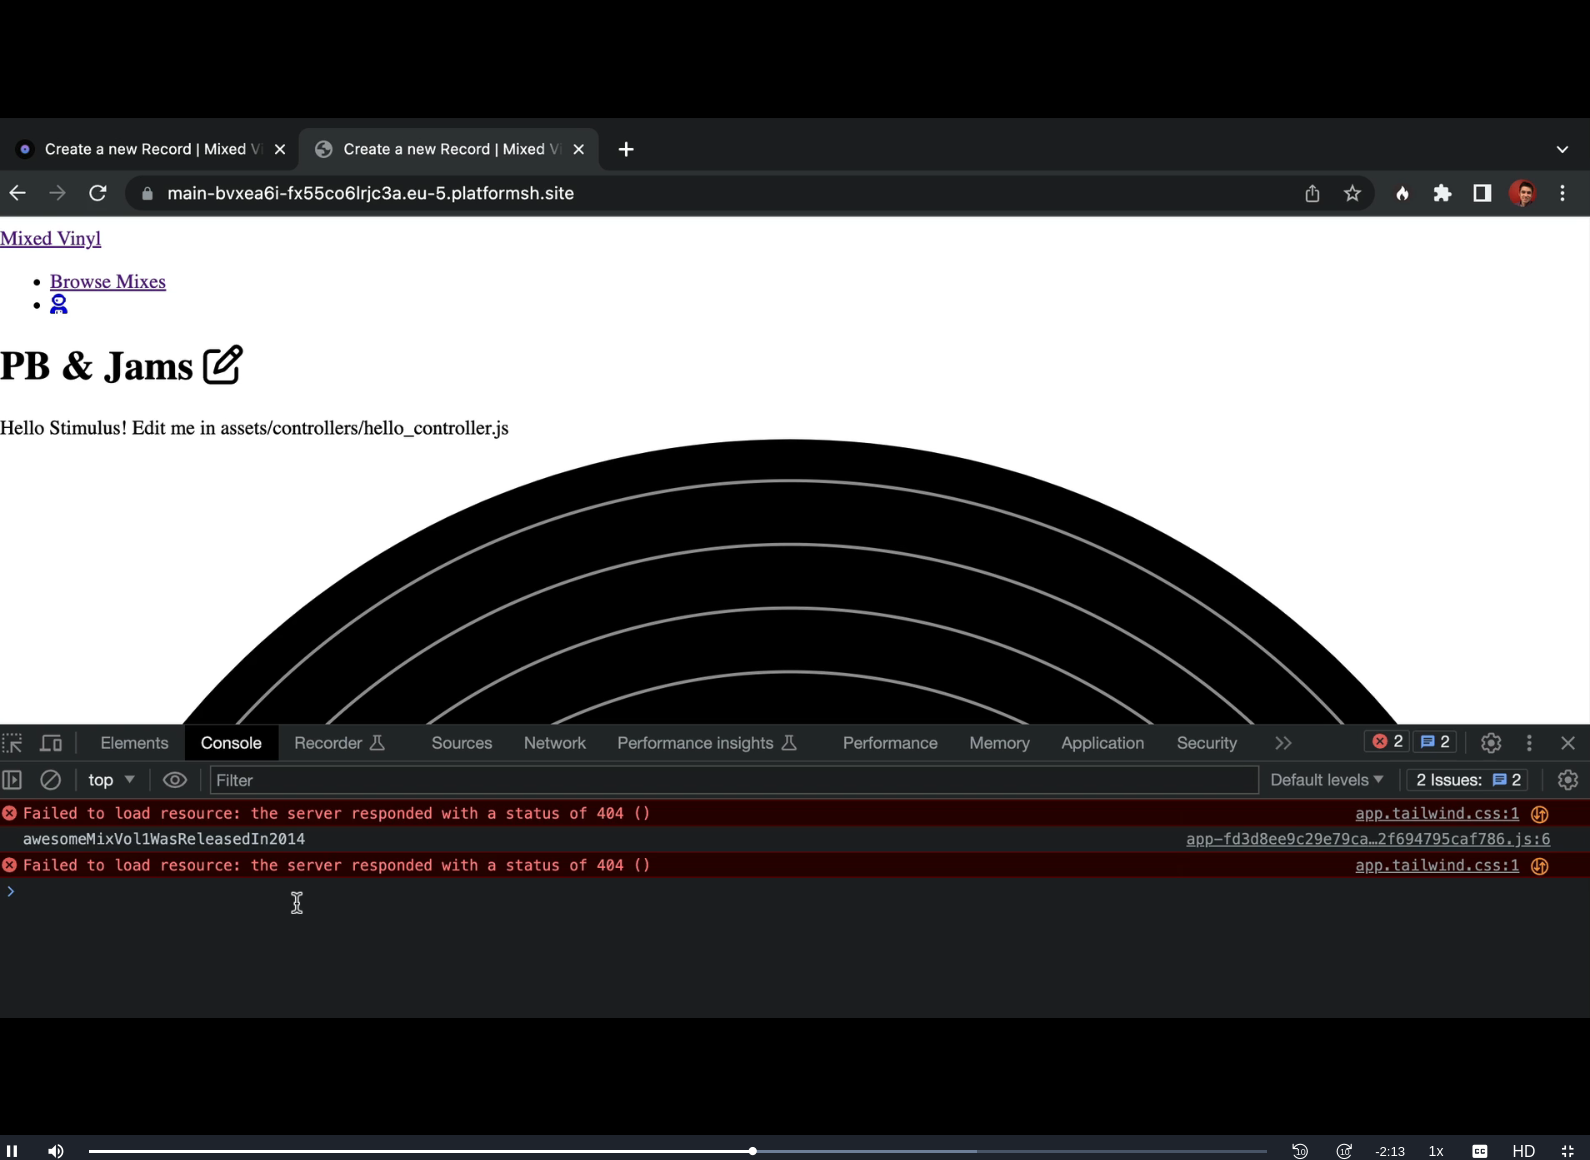 Create a new Record | Mixed V
Create a new Record | Mixed V
main-bvxea6i-fx55co6lrjc3a.eu-5.platformsh.site
Mixed Vinyl
Browse Mixes
PB & Jams
Hello Stimulus! Edit me in assets/controllers/hello_controller.js
Elements Console Recorder Sources Network Performance insights Performance Memory Application Security 2 2
top Filter Default levels 2 Issues: 2
Failed to load resource: the server responded with a status of 404 () app.tailwind.css:1
awesomeMixVol1WasReleasedIn2014 app-fd3d8ee9c29e79ca…2f694795caf786.js:6
Failed to load resource: the server responded with a status of 404 () app.tailwind.css:1
10 10 -2:13 1x CC HD